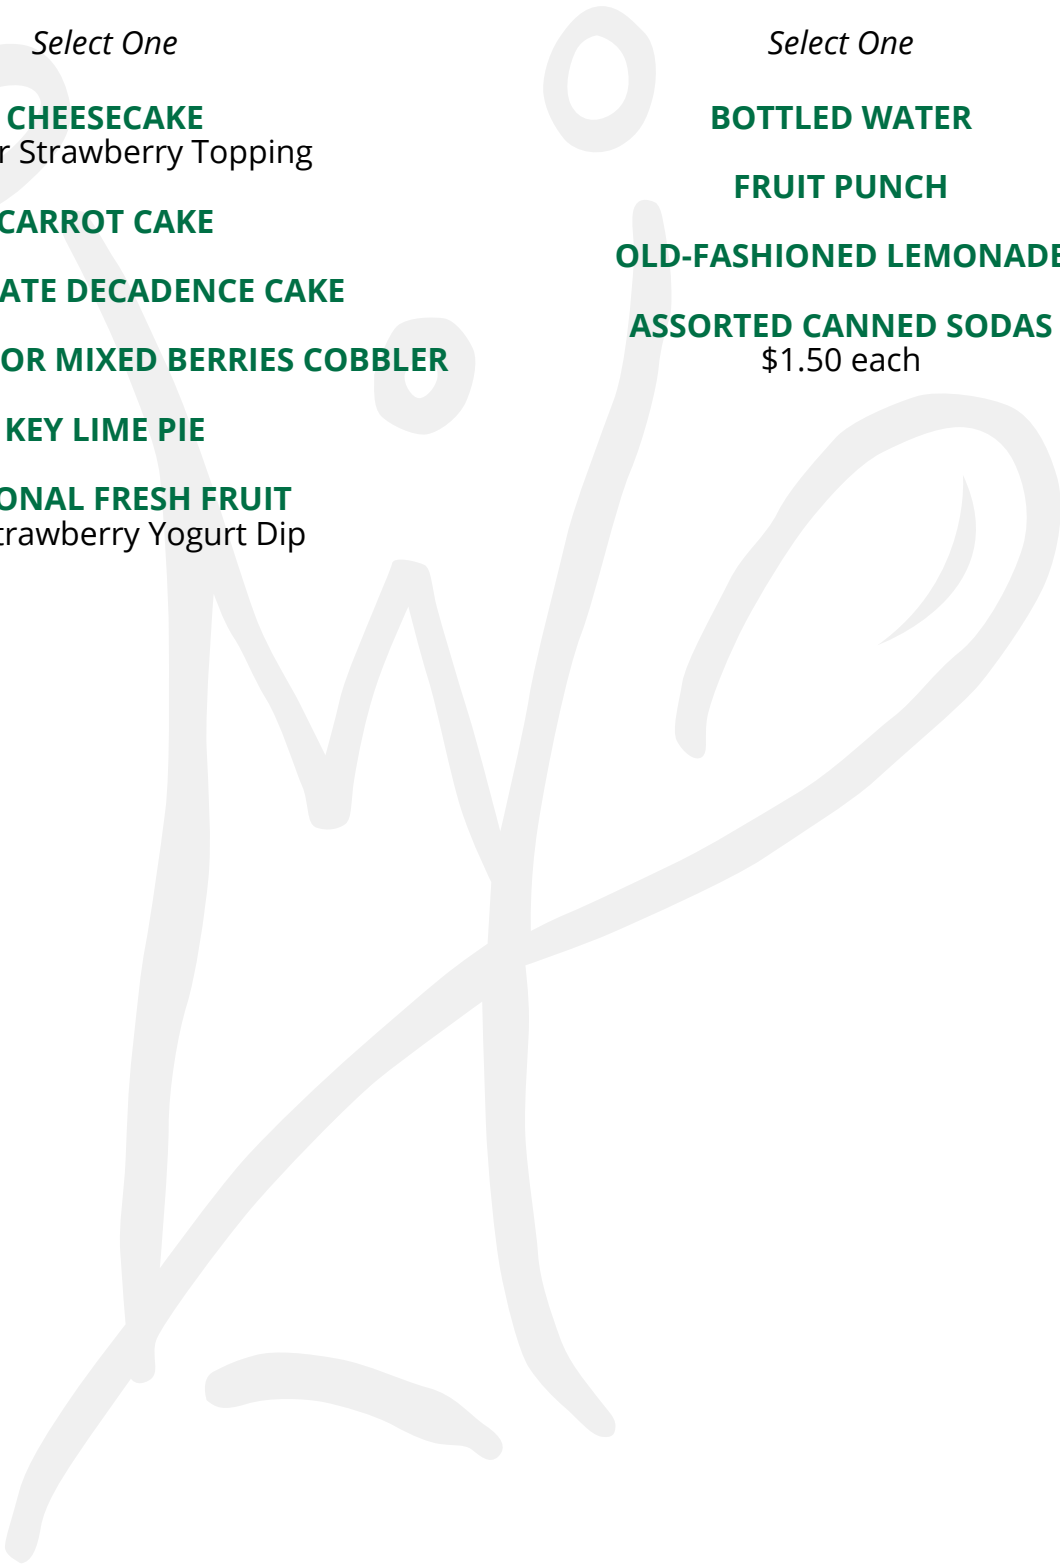 Select One
CHEESECAKE
r Strawberry Topping
CARROT CAKE
ATE DECADENCE CAKE
OR MIXED BERRIES COBBLER
KEY LIME PIE
ONAL FRESH FRUIT
trawberry Yogurt Dip
Select One
BOTTLED WATER
FRUIT PUNCH
OLD-FASHIONED LEMONADE
ASSORTED CANNED SODAS
$1.50 each